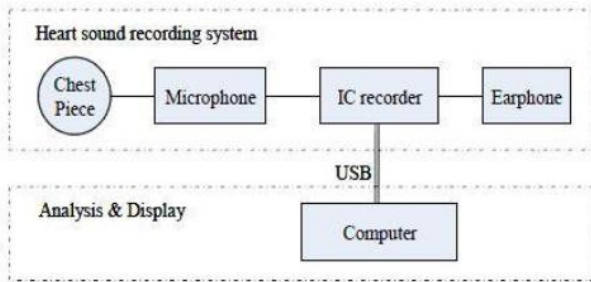 Heart sound recording system
Chest
Piece
Microphone
IC recorder
Earphone
USB
Analysis & Display
Computer